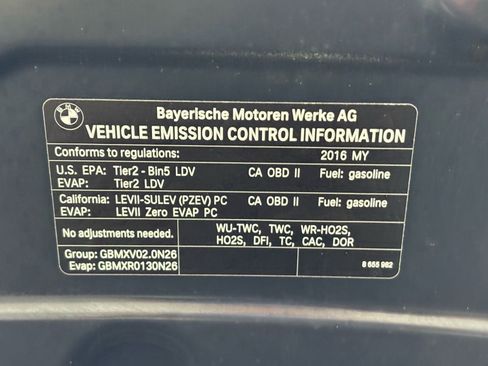 BMW
Bayerische Motoren Werke AG
VEHICLE EMISSION CONTROL INFORMATION
Conforms to regulations: 2016 MY
U.S. EPA: Tier2 - Bin5 LDV CA OBD II Fuel: gasoline
EVAP: Tier2 LDV
California: LEVII-SULEV (PZEV) PC CA OBD II Fuel: gasoline
EVAP: LEVII Zero EVAP PC
No adjustments needed.
WU-TWC, TWC, WR-HO2S,
HO2S, DFI, TC, CAC, DOR
Group: GBMXV02.0N26
Evap: GBMXR0130N26
8 655 982